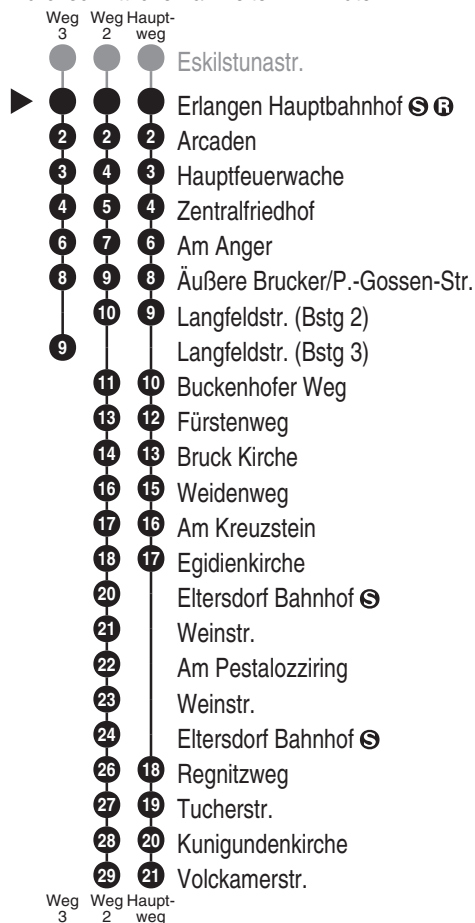 Weg Weg Haupt-
3 2 weg
Eskilstunastr.
Erlangen Hauptbahnhof S R
2 2 2 Arcaden
3 4 3 Hauptfeuerwache
4 5 4 Zentralfriedhof
6 7 6 Am Anger
8 9 8 Äußere Brucker/P.-Gossen-Str.
10 9 Langfeldstr. (Bstg 2)
9 Langfeldstr. (Bstg 3)
11 10 Buckenhofer Weg
13 12 Fürstenweg
14 13 Bruck Kirche
16 15 Weidenweg
17 16 Am Kreuzstein
18 17 Egidienkirche
20 Eltersdorf Bahnhof S
21 Weinstr.
22 Am Pestalozziring
23 Weinstr.
24 Eltersdorf Bahnhof S
26 18 Regnitzweg
27 19 Tucherstr.
28 20 Kunigundenkirche
29 21 Volckamerstr.
Weg Weg Haupt-
3 2 weg